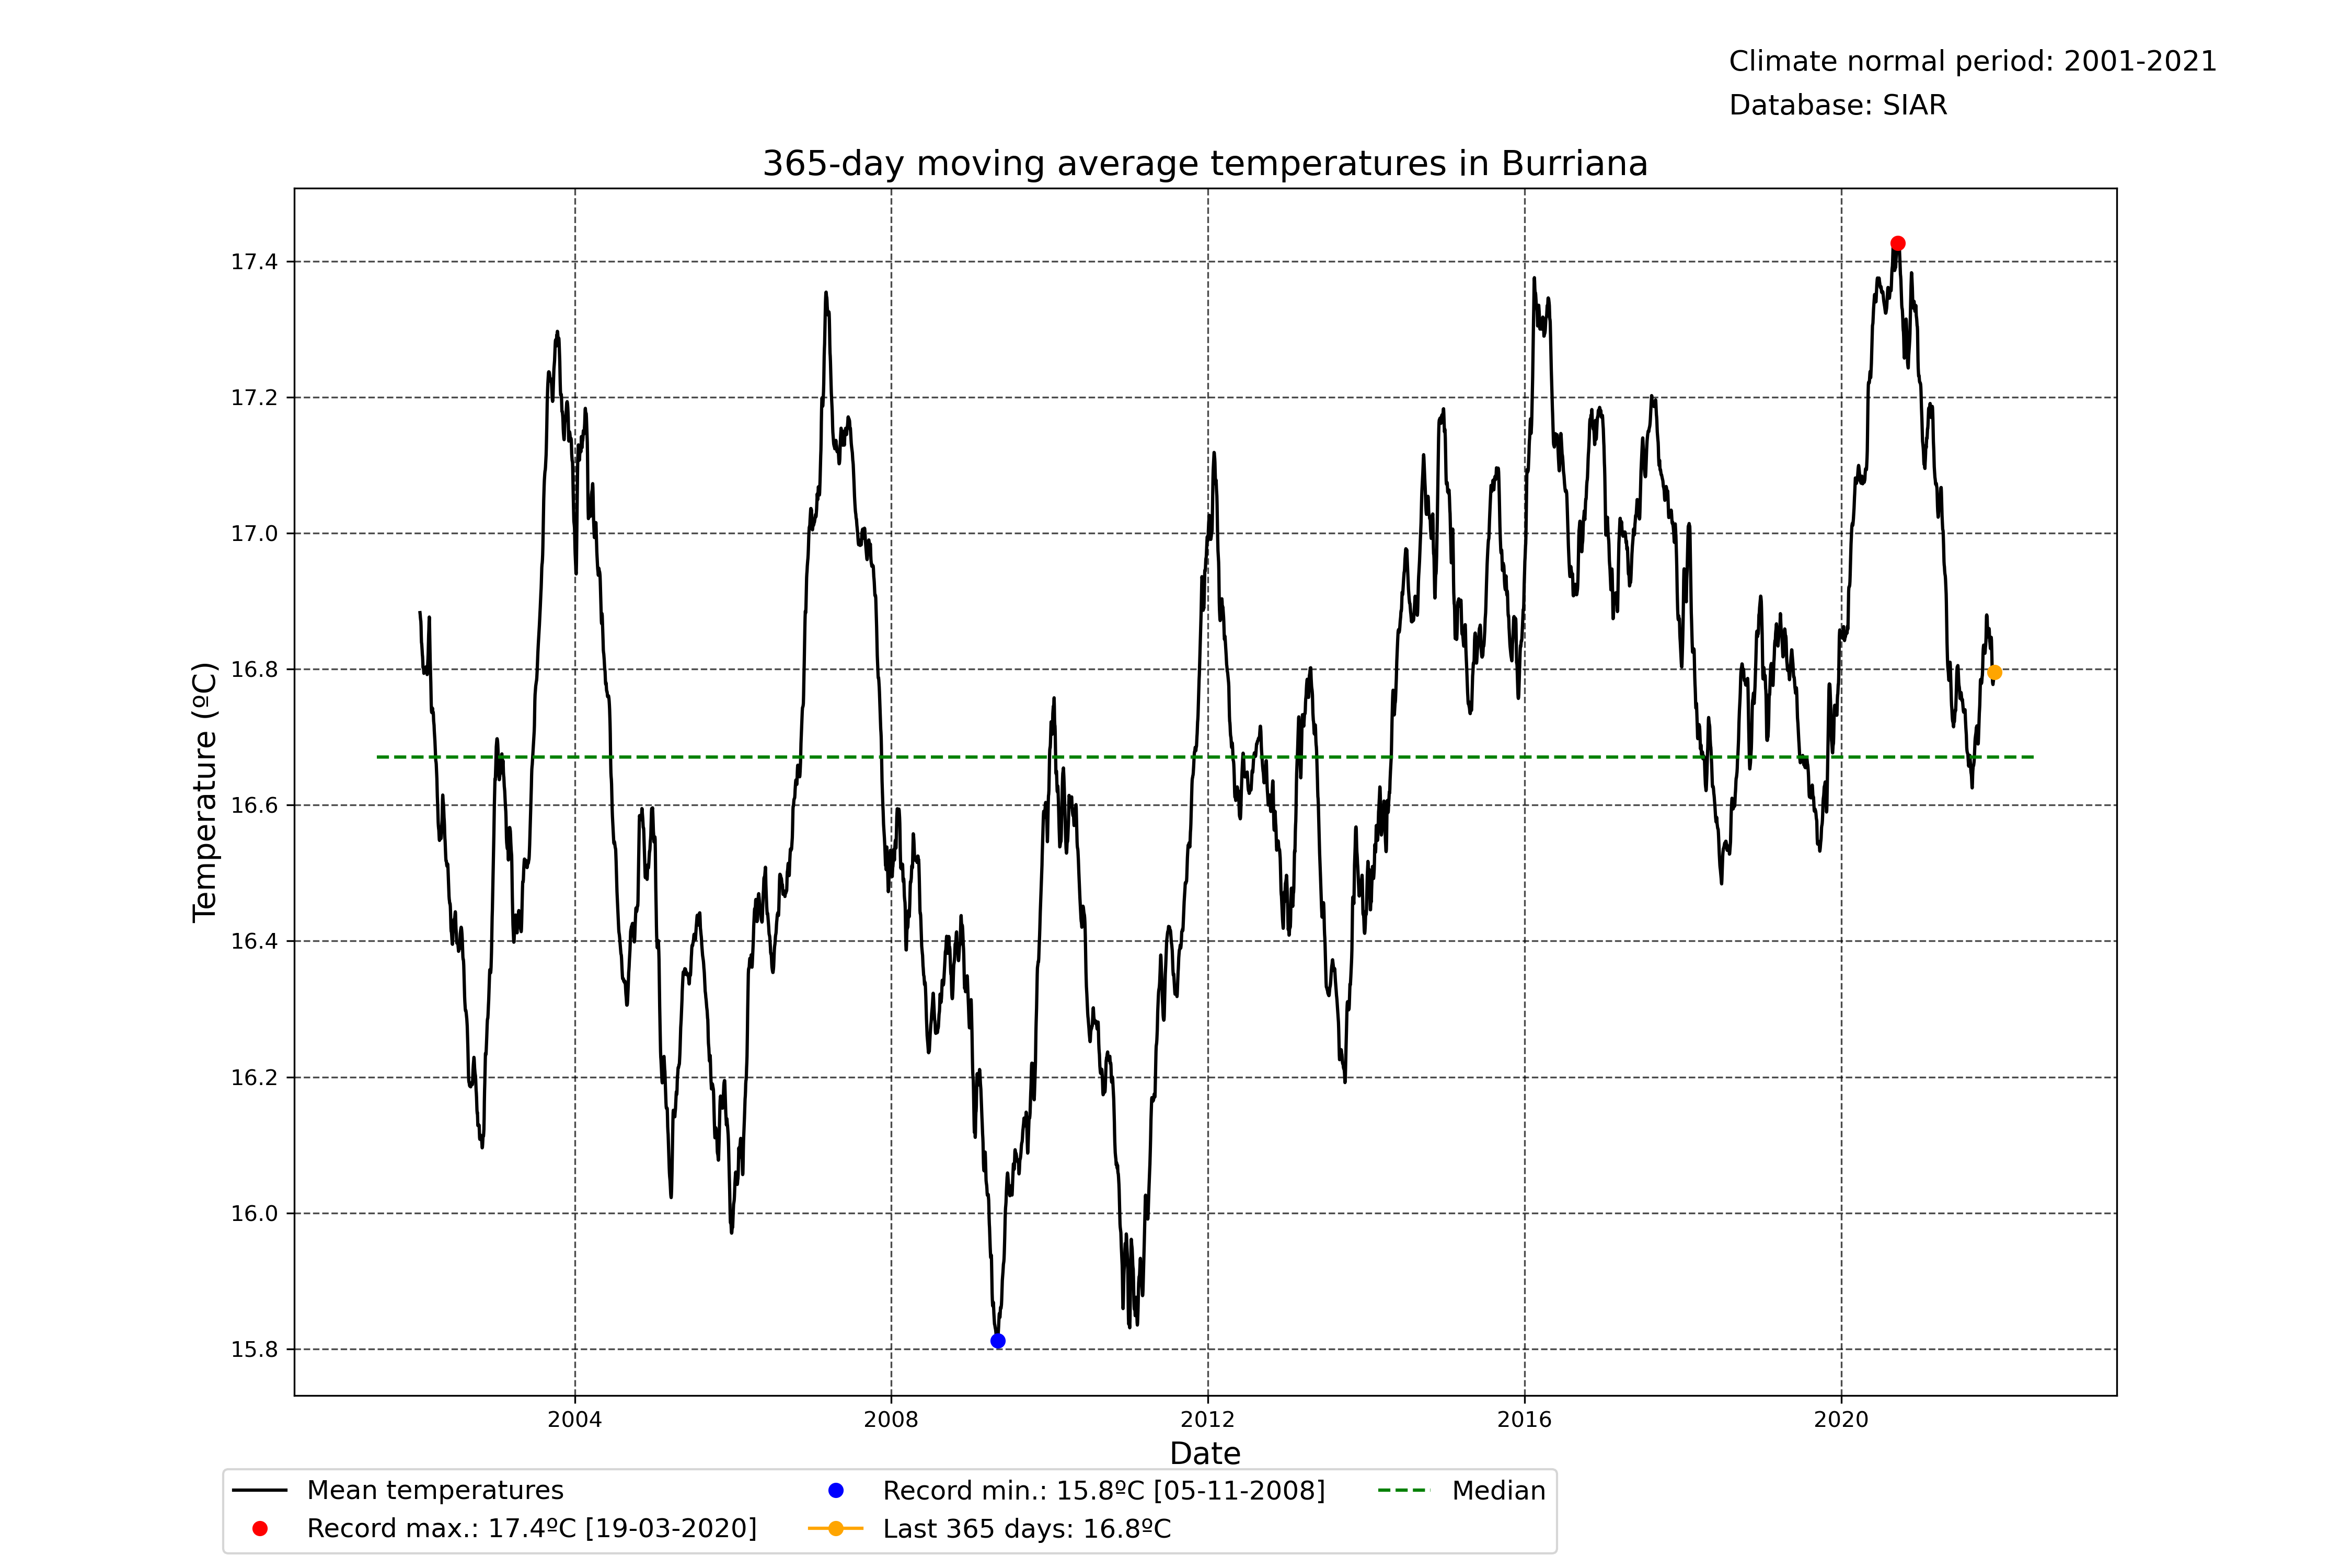 Climate normal period: 2001-2021
Database: SIAR
365-day moving average temperatures in Burriana
Temperature (ºC)
17.4
17.2
17.0
16.8
16.6
16.4
16.2
16.0
15.8
2004 2008 2012 2016 2020
Date
Mean temperatures
Record max.: 17.4ºC [19-03-2020]
Record min.: 15.8ºC [05-11-2008]
Last 365 days: 16.8ºC
Median